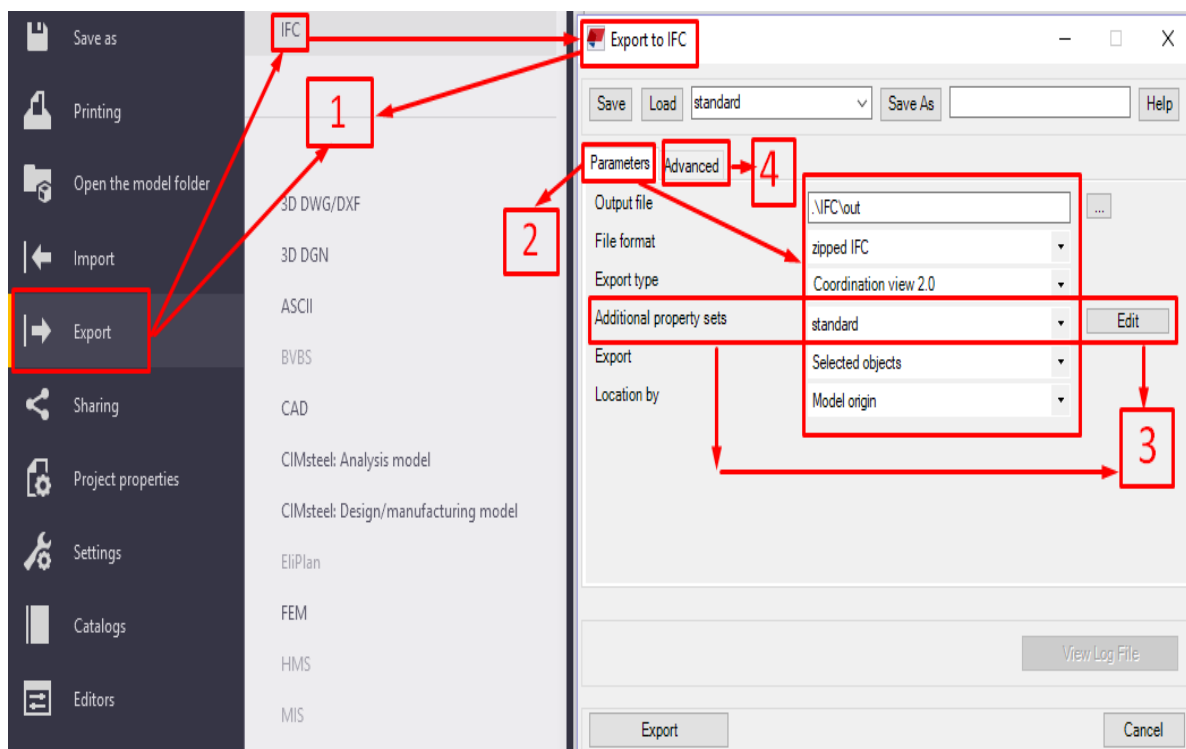 Save as
Printing
Open the model folder
Import
Export
Sharing
Project properties
Settings
Catalogs
Editors
IFC
1
3D DWG/DXF
3D DGN
ASCII
BVBS
CAD
CIMsteel: Analysis model
CIMsteel: Design/manufacturing model
EliPlan
FEM
HMS
MIS
Export to IFC
Save Load standard Save As Help
Parameters Advanced 4
2
Output file .\IFC\out ...
File format zipped IFC
Export type Coordination view 2.0
Additional property sets standard Edit
Export Selected objects
Location by Model origin
3
View Log File
Export Cancel